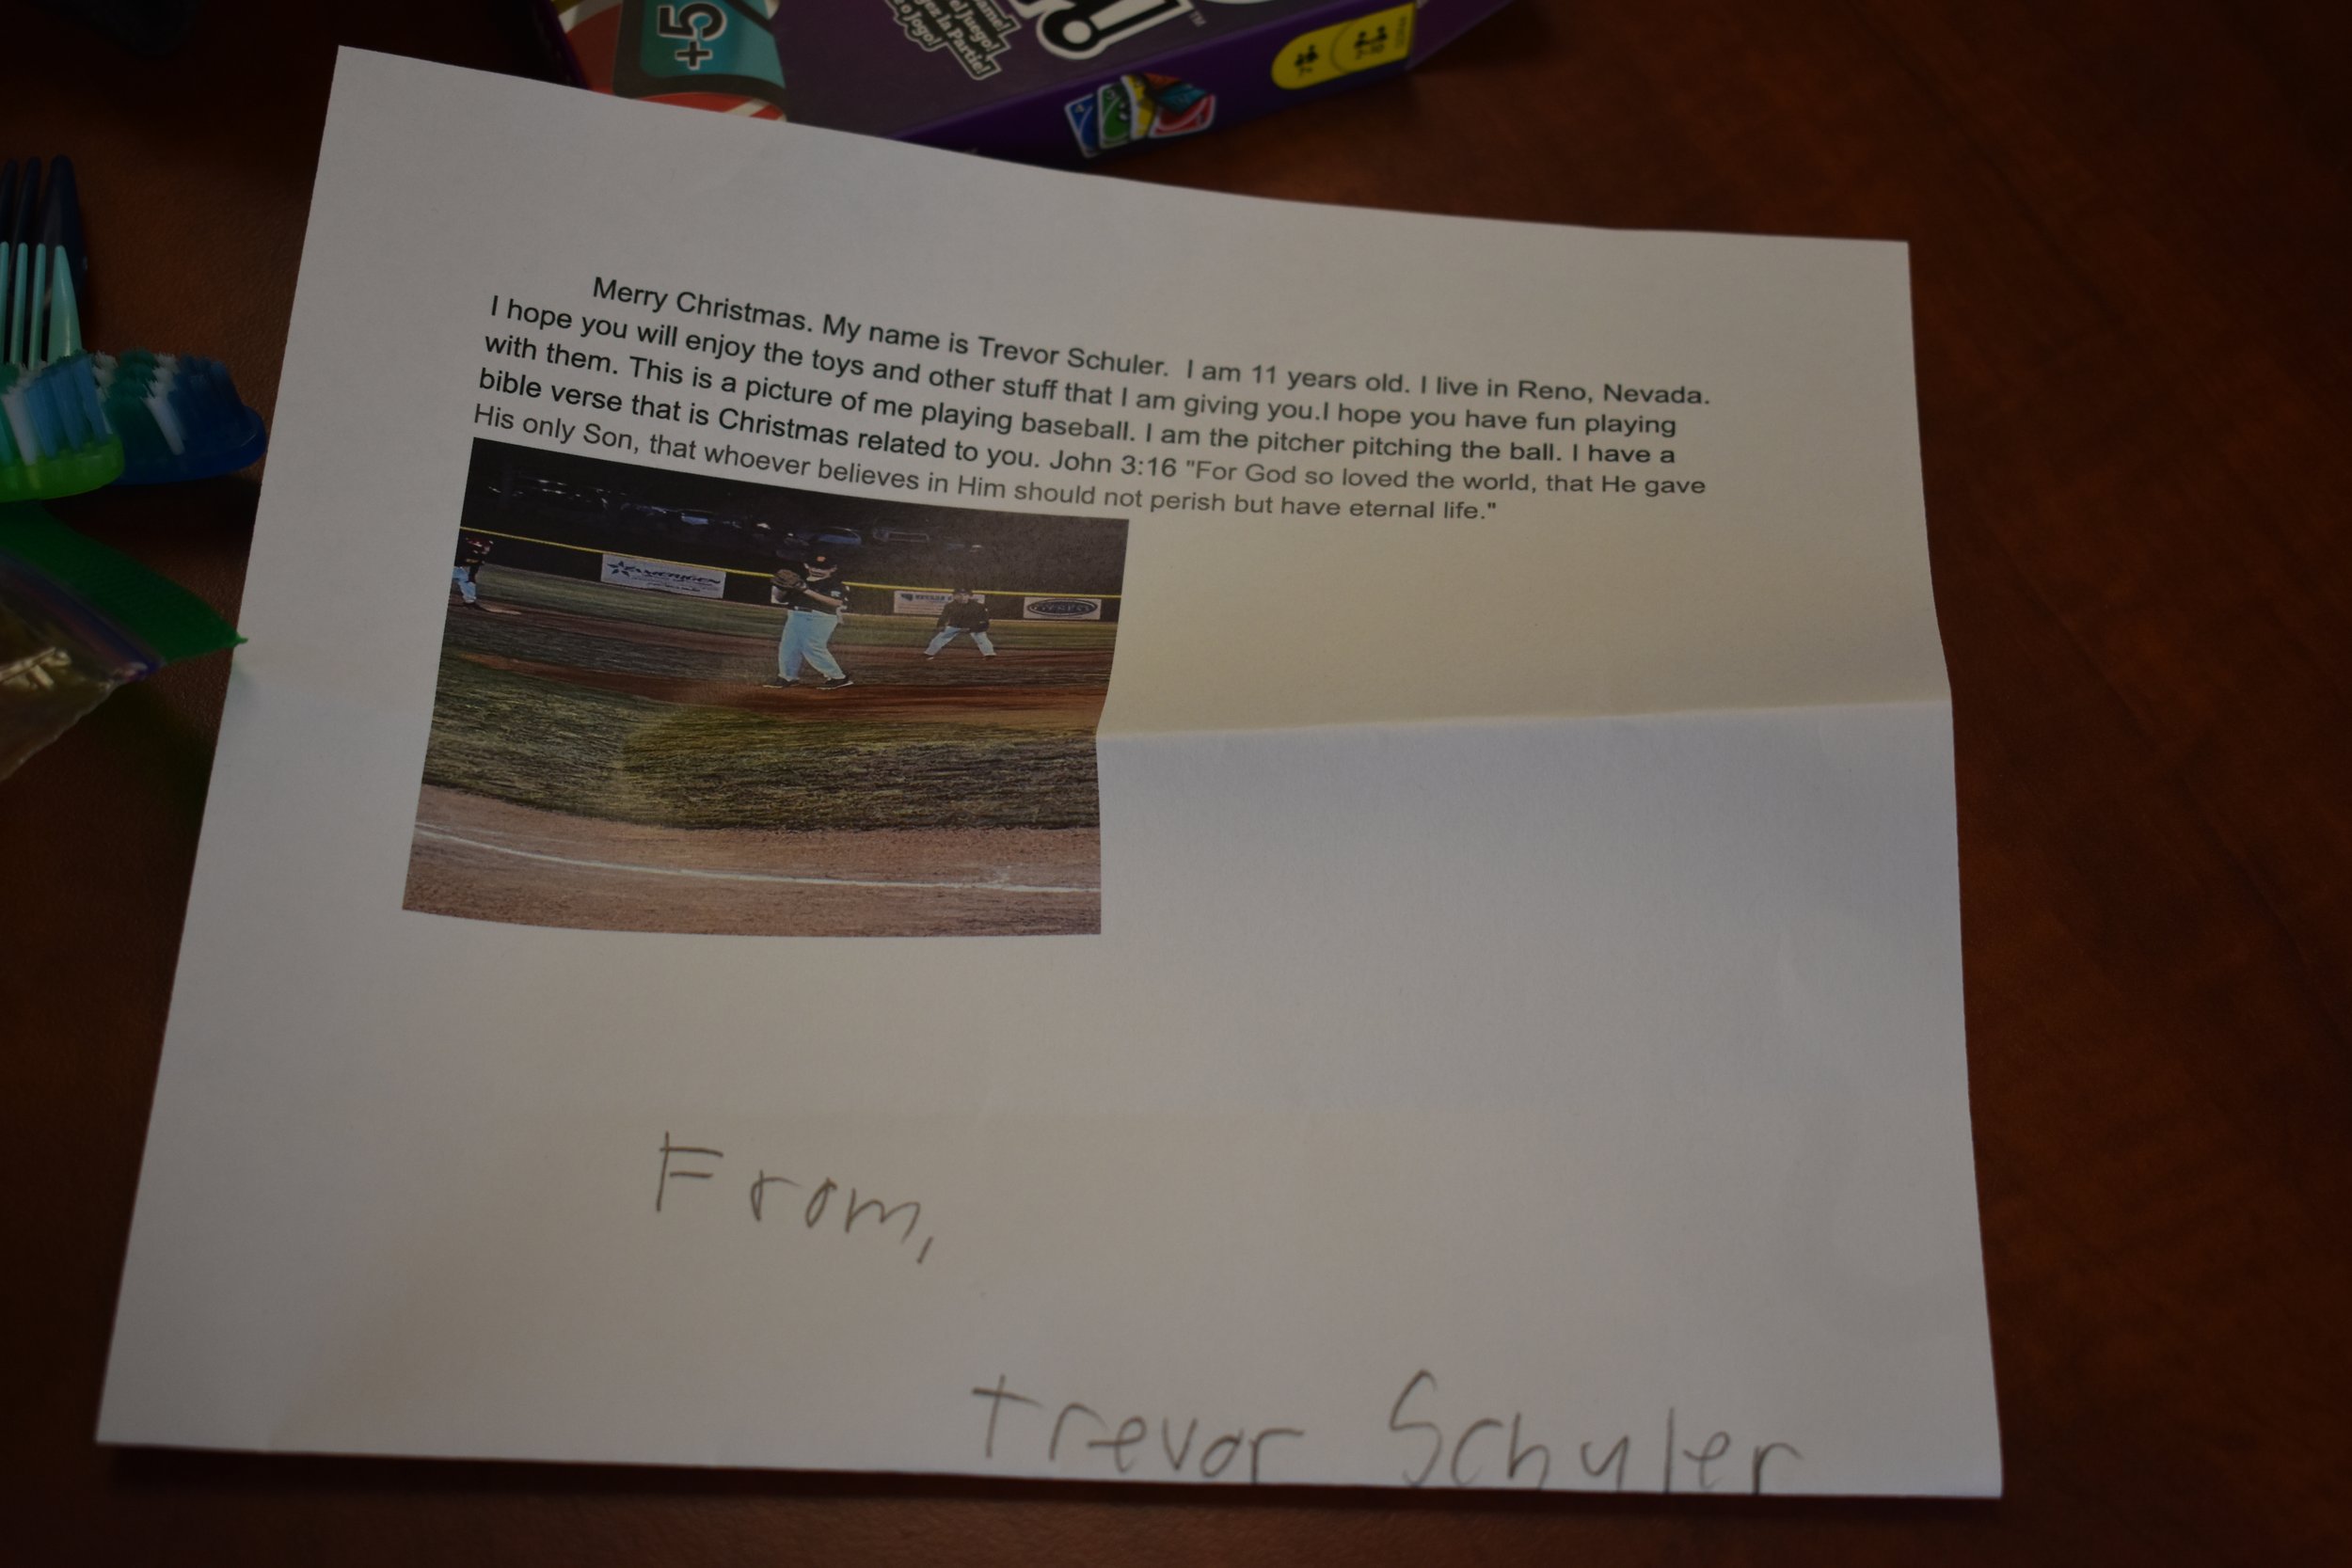 +5
Merry Christmas. My name is Trevor Schuler. I am 11 years old. I live in Reno, Nevada.
I hope you will enjoy the toys and other stuff that I am giving you.I hope you have fun playing
with them. This is a picture of me playing baseball. I am the pitcher pitching the ball. I have a
bible verse that is Christmas related to you. John 3:16 "For God so loved the world, that He gave
His only Son, that whoever believes in Him should not perish but have eternal life."
From,
Trevor Schuler